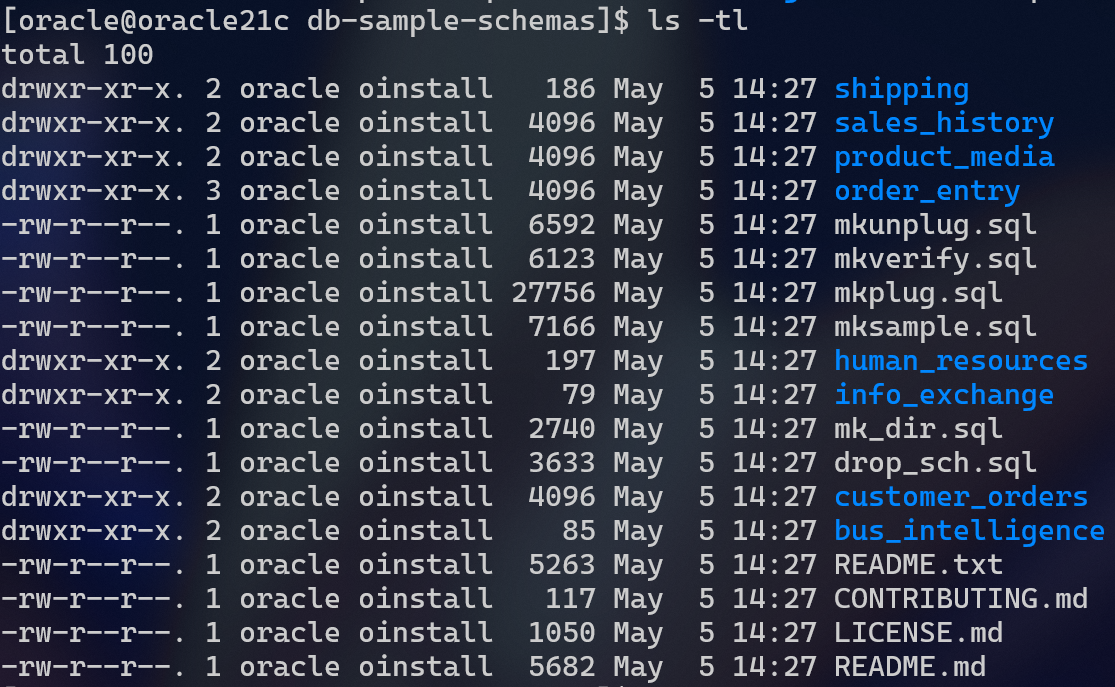 [oracle@oracle21c db-sample-schemas]$ ls -tl
total 100
drwxr-xr-x. 2 oracle oinstall   186 May  5 14:27 shipping
drwxr-xr-x. 2 oracle oinstall  4096 May  5 14:27 sales_history
drwxr-xr-x. 2 oracle oinstall  4096 May  5 14:27 product_media
drwxr-xr-x. 3 oracle oinstall  4096 May  5 14:27 order_entry
-rw-r--r--. 1 oracle oinstall  6592 May  5 14:27 mkunplug.sql
-rw-r--r--. 1 oracle oinstall  6123 May  5 14:27 mkverify.sql
-rw-r--r--. 1 oracle oinstall 27756 May  5 14:27 mkplug.sql
-rw-r--r--. 1 oracle oinstall  7166 May  5 14:27 mksample.sql
drwxr-xr-x. 2 oracle oinstall   197 May  5 14:27 human_resources
drwxr-xr-x. 2 oracle oinstall    79 May  5 14:27 info_exchange
-rw-r--r--. 1 oracle oinstall  2740 May  5 14:27 mk_dir.sql
-rw-r--r--. 1 oracle oinstall  3633 May  5 14:27 drop_sch.sql
drwxr-xr-x. 2 oracle oinstall  4096 May  5 14:27 customer_orders
drwxr-xr-x. 2 oracle oinstall    85 May  5 14:27 bus_intelligence
-rw-r--r--. 1 oracle oinstall  5263 May  5 14:27 README.txt
-rw-r--r--. 1 oracle oinstall   117 May  5 14:27 CONTRIBUTING.md
-rw-r--r--. 1 oracle oinstall  1050 May  5 14:27 LICENSE.md
-rw-r--r--. 1 oracle oinstall  5682 May  5 14:27 README.md